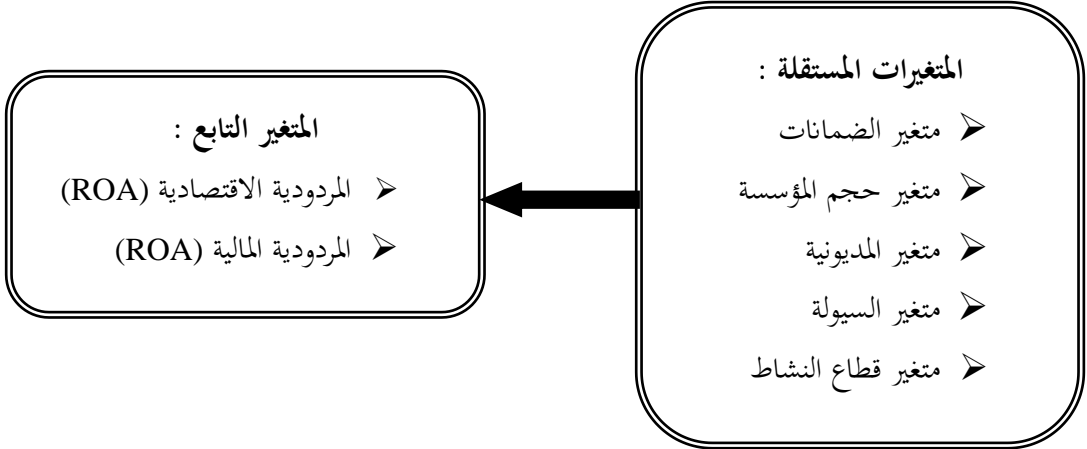 المتغيرات المستقلة :
➢ متغير الضمانات
➢ متغير حجم المؤسسة
➢ متغير المديونية
➢ متغير السيولة
➢ متغير قطاع النشاط
المتغير التابع :
➢ المردودية الاقتصادية (ROA)
➢ المردودية المالية (ROA)